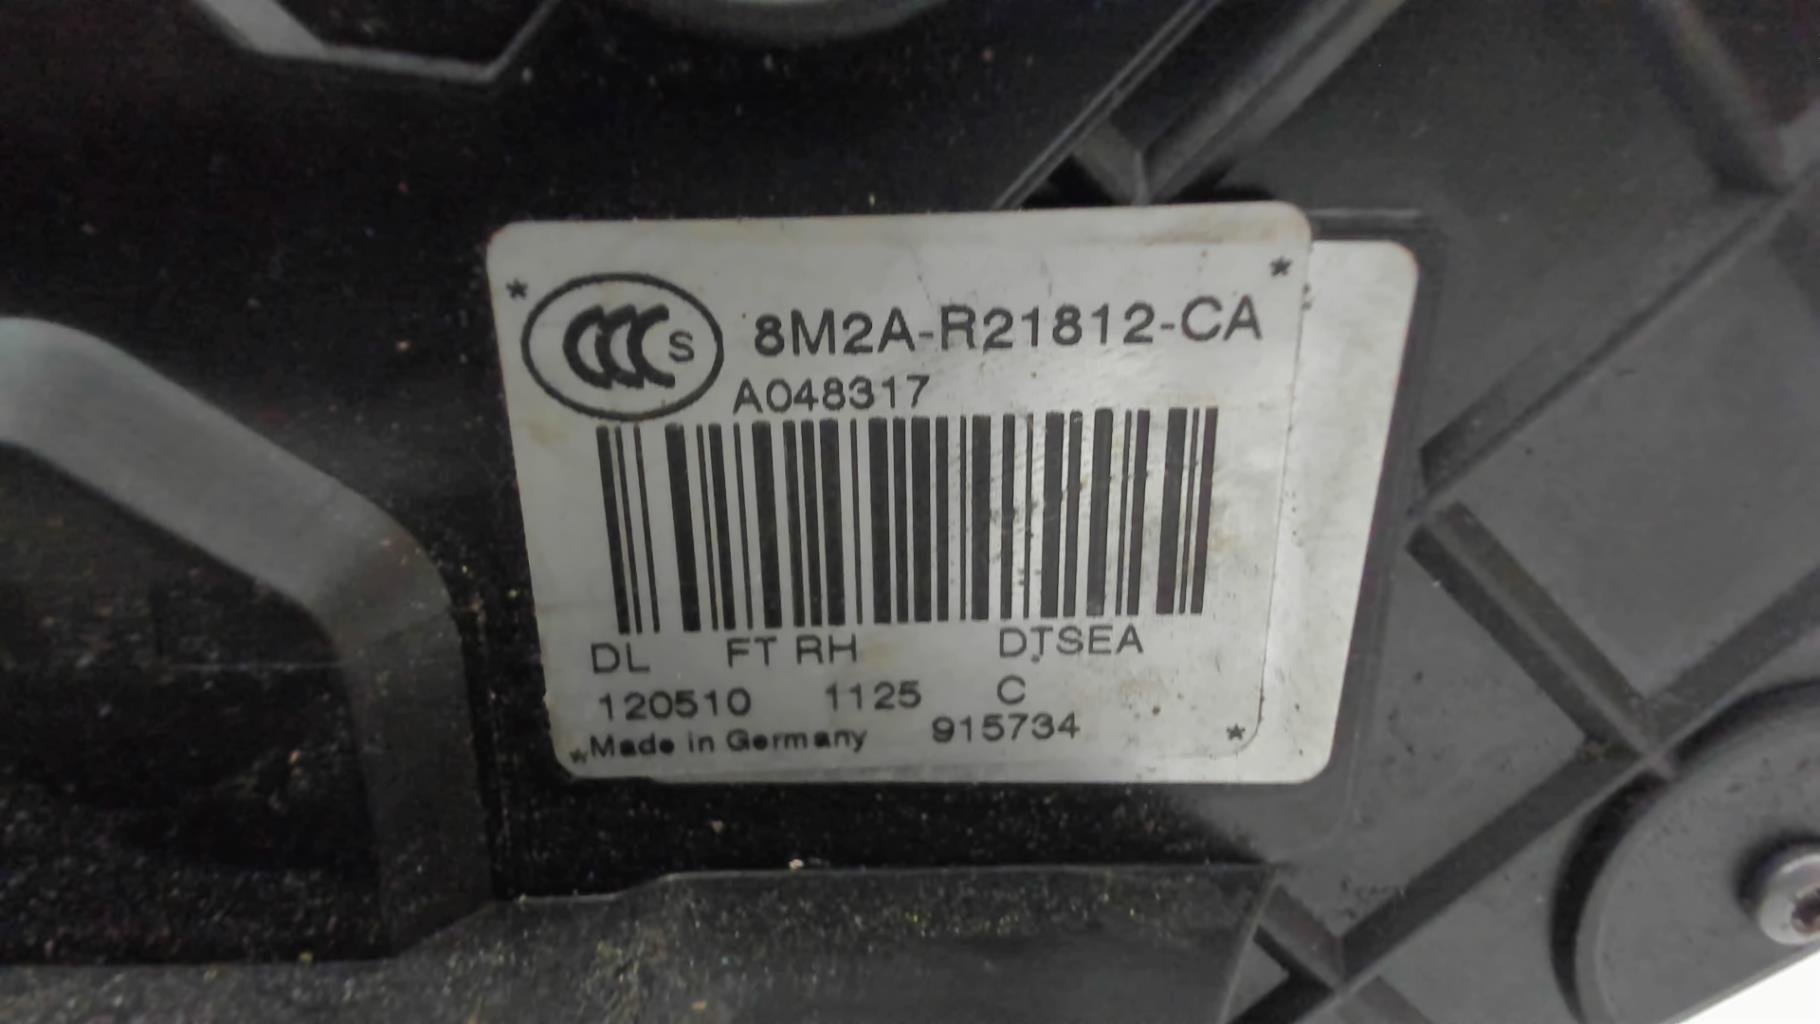 * *
CCC S 8M2A-R21812-CA
A048317
DL FT RH DTSEA
120510 1125 C
*Made in Germany 915734 *